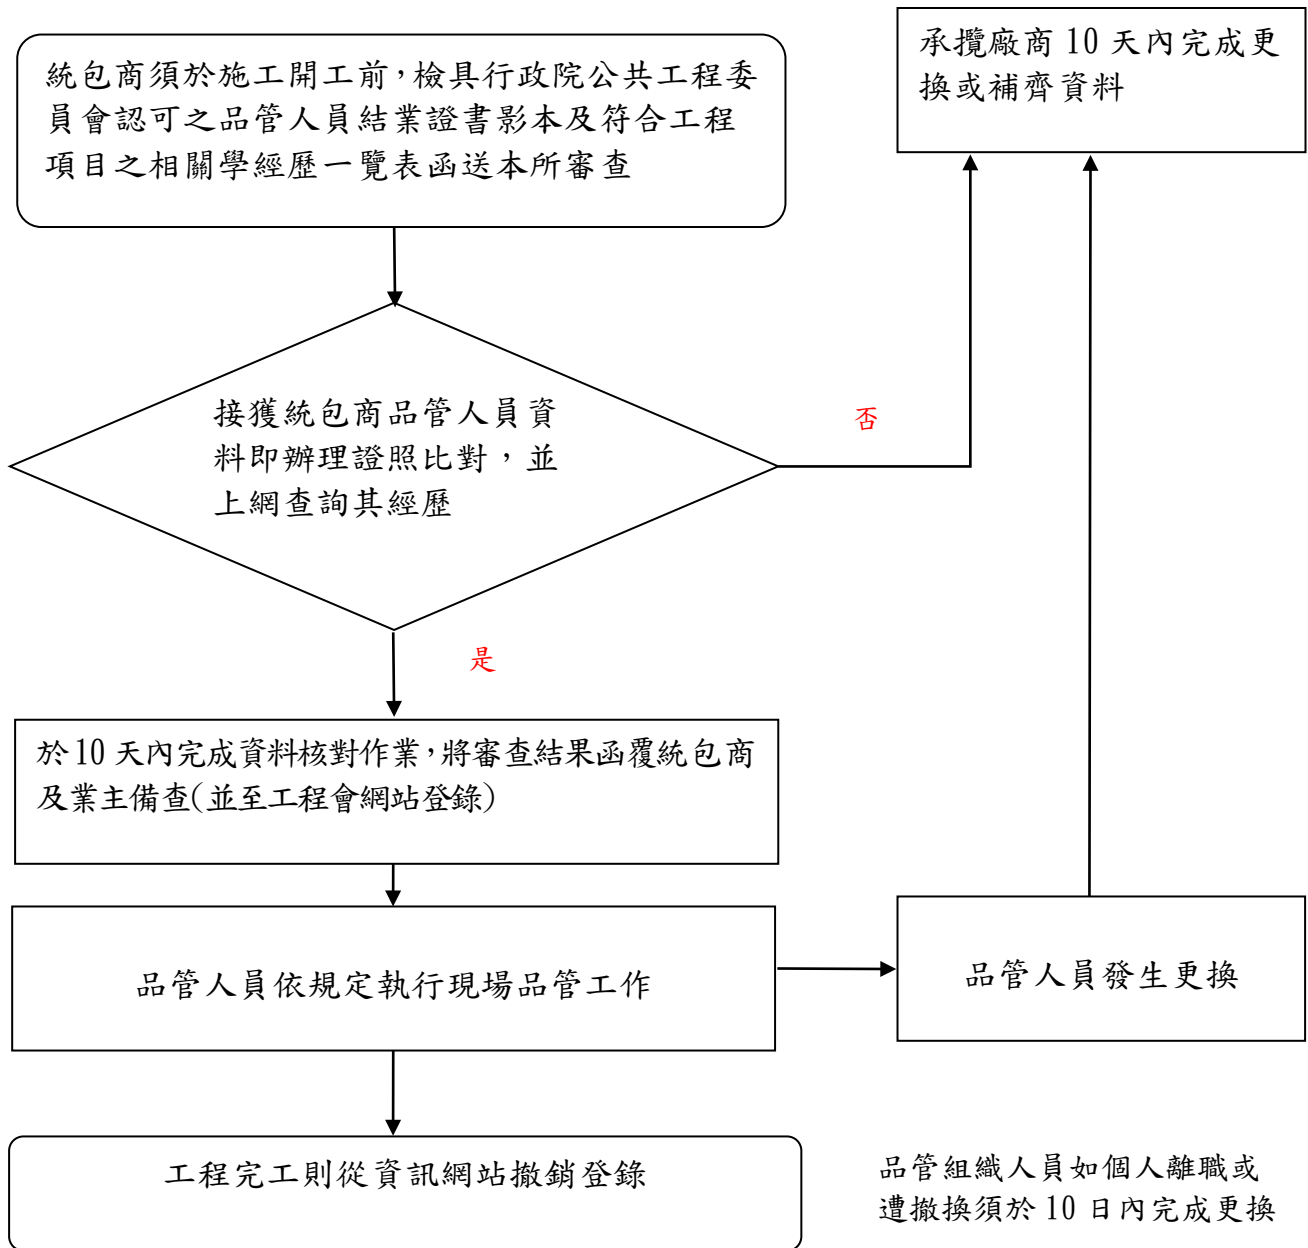 統包商須於施工開工前，檢具行政院公共工程委
員會認可之品管人員結業證書影本及符合工程
項目之相關學經歷一覽表函送本所審查
承攬廠商 10 天內完成更
換或補齊資料
接獲統包商品管人員資
料即辦理證照比對，並
上網查詢其經歷
否
是
於 10 天內完成資料核對作業，將審查結果函覆統包商
及業主備查(並至工程會網站登錄)
品管人員依規定執行現場品管工作
品管人員發生更換
工程完工則從資訊網站撤銷登錄
品管組織人員如個人離職或
遭撤換須於 10 日內完成更換